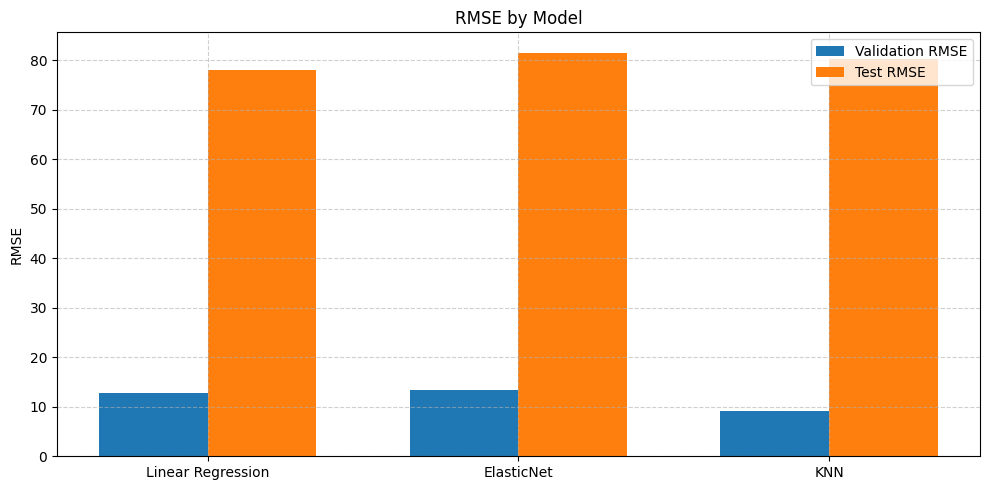 RMSE by Model
Validation RMSE
Test RMSE
RMSE
80
70
60
50
40
30
20
10
0
Linear Regression
ElasticNet
KNN